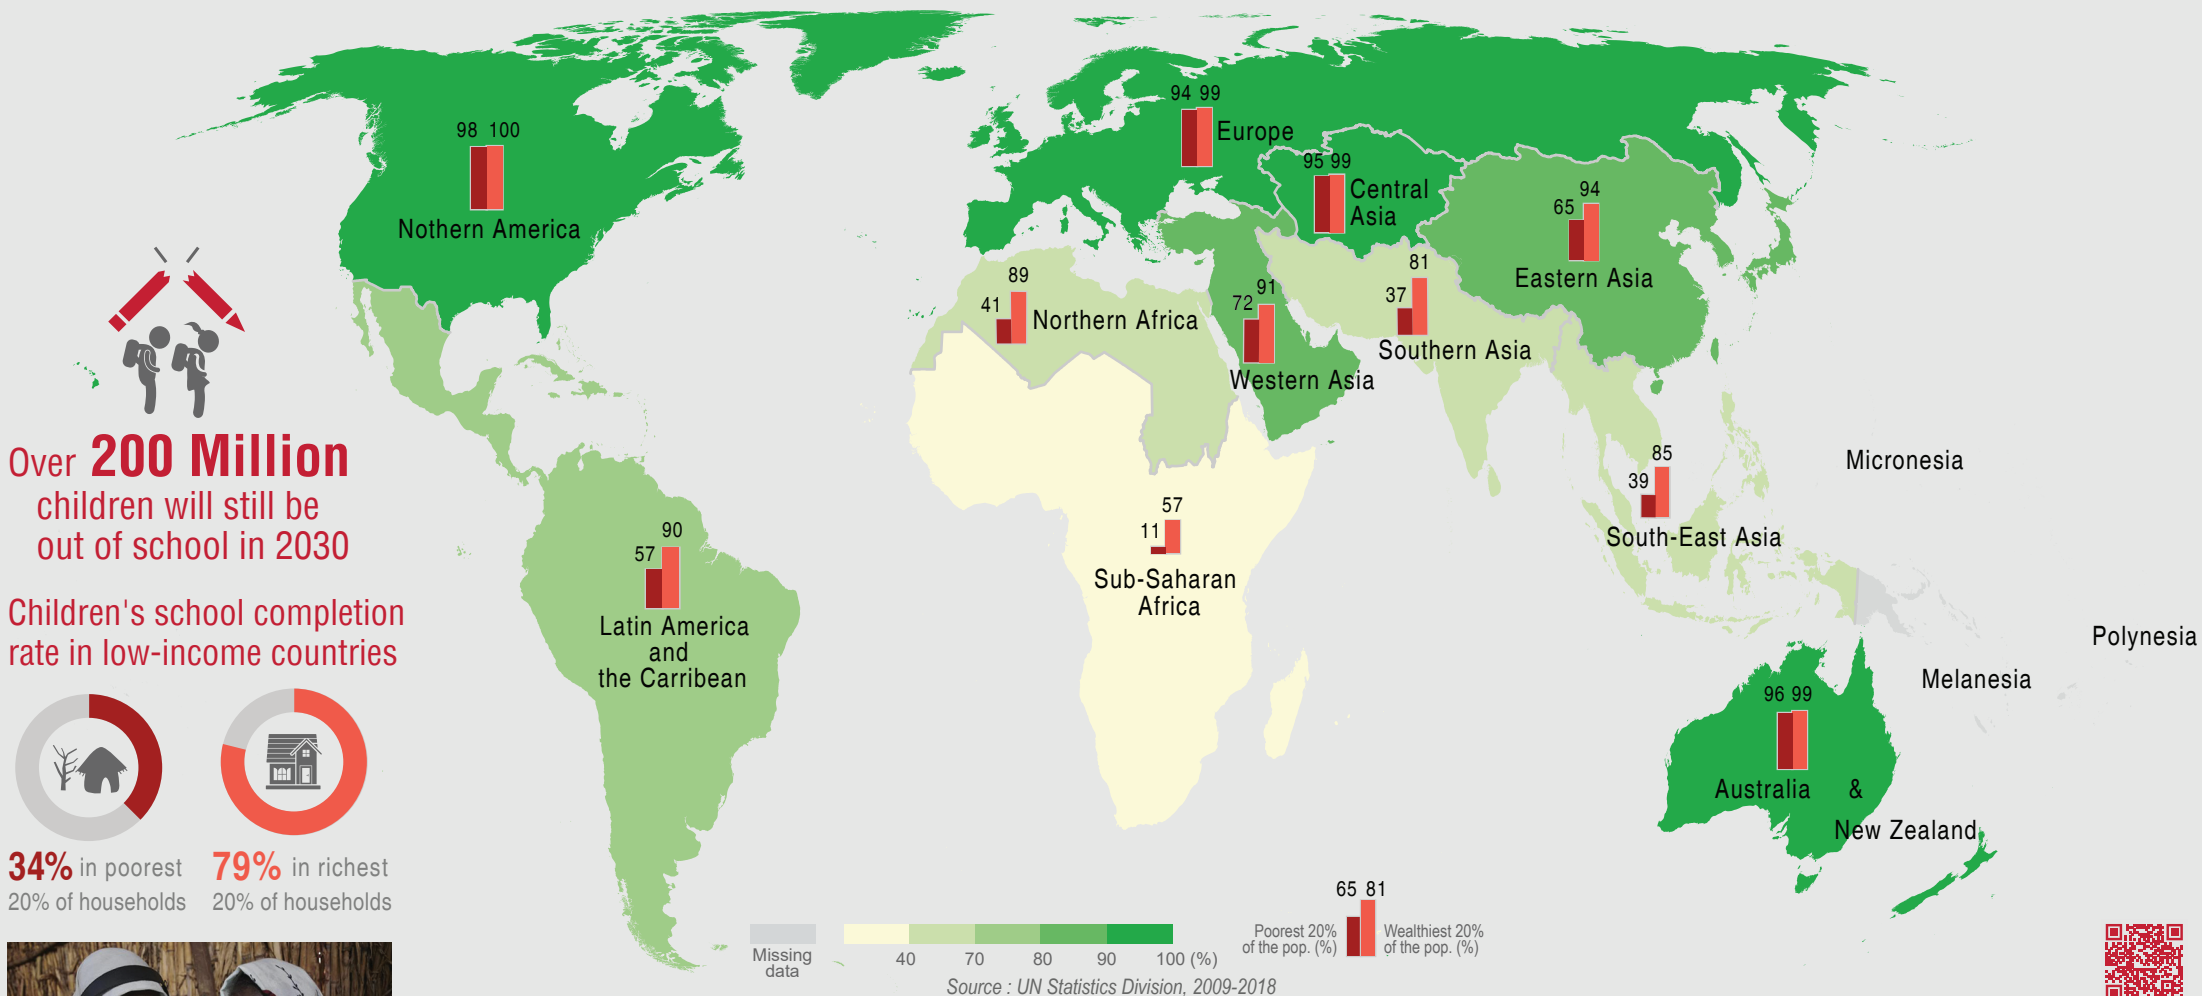 98 100
Nothern America
94 99
Europe
95 99
Central
Asia
65 94
Eastern Asia
41 89
Northern Africa
72 91
Western Asia
37 81
Southern Asia
39 85
South-East Asia
Micronesia
Polynesia
Melanesia
57 90
Latin America
and
the Carribean
11 57
Sub-Saharan
Africa
96 99
Australia &
New Zealand
Over 200 Million
children will still be
out of school in 2030
Children's school completion
rate in low-income countries
34% in poorest
20% of households
79% in richest
20% of households
Missing
data
40 70 80 90 100 (%)
65 81
Poorest 20%
of the pop. (%)
Wealthiest 20%
of the pop. (%)
Source : UN Statistics Division, 2009-2018